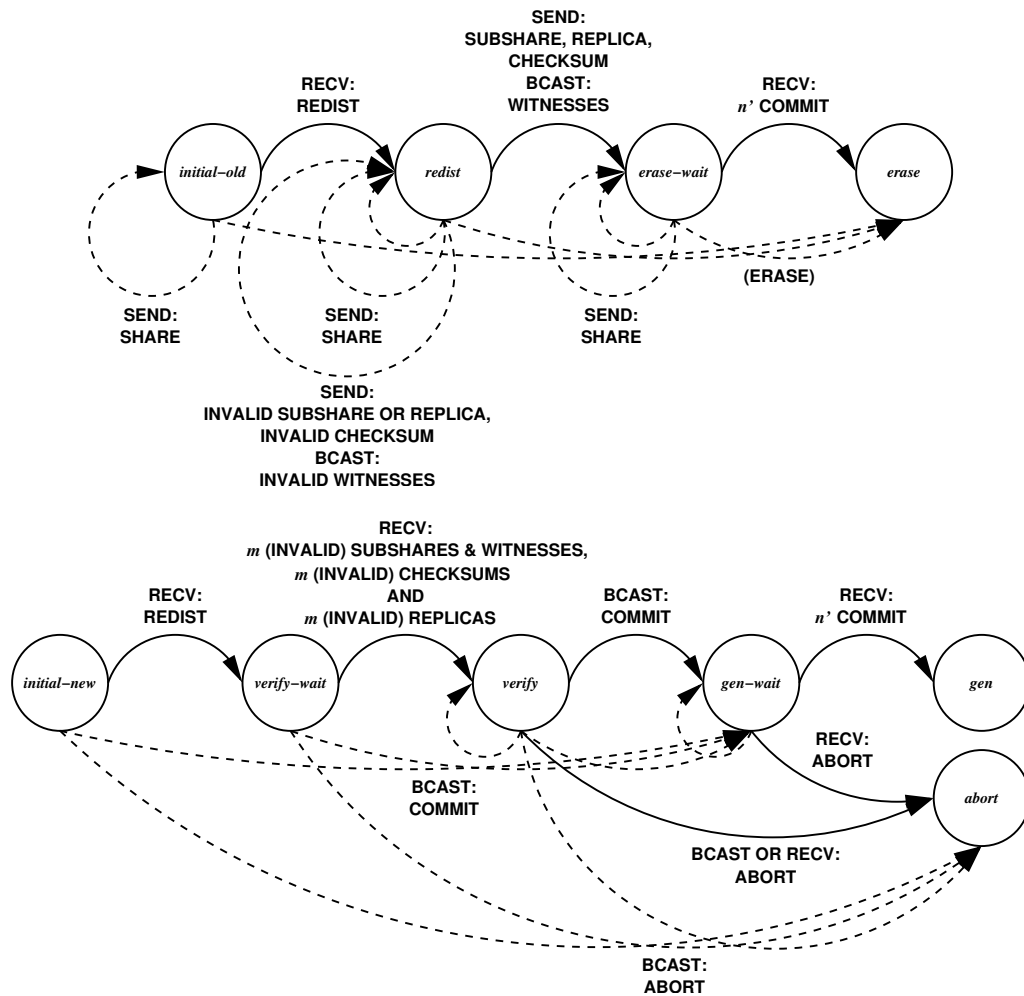 SEND:
SUBSHARE, REPLICA,
CHECKSUM
BCAST:
WITNESSES
RECV:
REDIST
RECV:
n' COMMIT
initial-old
redist
erase-wait
erase
(ERASE)
SEND:
SHARE
SEND:
SHARE
SEND:
SHARE
SEND:
INVALID SUBSHARE OR REPLICA,
INVALID CHECKSUM
BCAST:
INVALID WITNESSES
RECV:
m (INVALID) SUBSHARES & WITNESSES,
m (INVALID) CHECKSUMS
AND
m (INVALID) REPLICAS
RECV:
REDIST
BCAST:
COMMIT
RECV:
n' COMMIT
initial-new
verify-wait
verify
gen-wait
gen
RECV:
ABORT
BCAST:
COMMIT
abort
BCAST OR RECV:
ABORT
BCAST:
ABORT